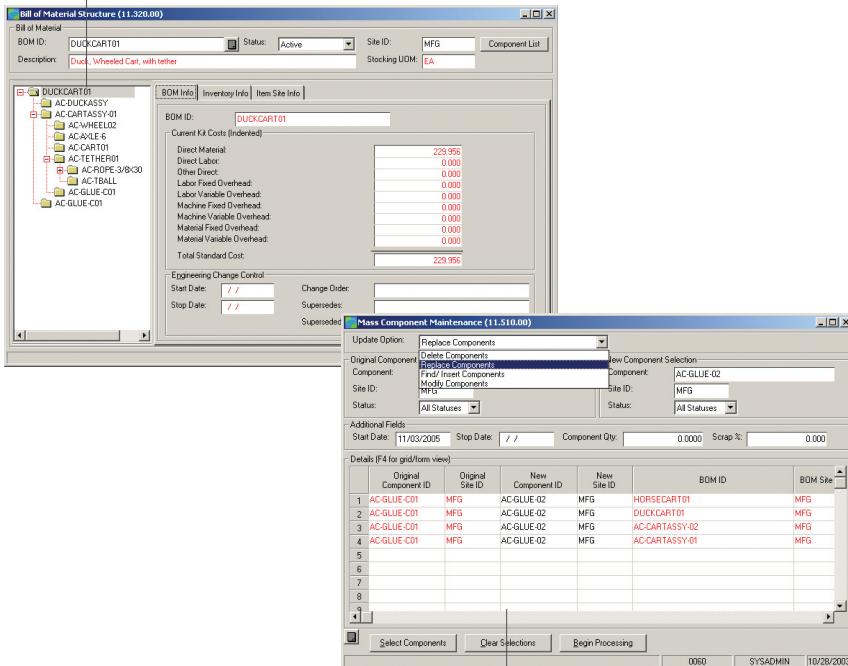 Bill of Material Structure (11.320.00)
Bill of Material
BOM ID: DUCKCART01 Status: Active Site ID: MFG Component List
Description: Duck, Wheeled Cart, with tether Stocking UOM: EA
DUCKCART01
AC-DUCKASSY
AC-CARTASSY-01
AC-WHEEL02
AC-AXLE-6
AC-CART01
AC-TETHER01
AC-ROPE-3/8X30
AC-TBALL
AC-GLUE-C01
AC-GLUE-C01
BOM Info Inventory Info Item Site Info
BOM ID: DUCKCART01
Current Kit Costs (Indented)
Direct Material: 229.956
Direct Labor: 0.000
Other Direct: 0.000
Labor Fixed Overhead: 0.000
Labor Variable Overhead: 0.000
Machine Fixed Overhead: 0.000
Machine Variable Overhead: 0.000
Material Fixed Overhead: 0.000
Material Variable Overhead: 0.000
Total Standard Cost: 229.956
Engineering Change Control
Start Date: / / Change Order:
Stop Date: / / Supersedes:
Superseded
Mass Component Maintenance (11.510.00)
Update Option: Replace Components
Delete Components
Replace Components
Find/ Insert Components
Modify Components
Original Component New Component Selection
Component: Component: AC-GLUE-02
Site ID: MFG Site ID: MFG
Status: All Statuses Status: All Statuses
Additional Fields
Start Date: 11/03/2005 Stop Date: / / Component Qty: 0.0000 Scrap %: 0.000
Details (F4 for grid/form view)
Original Component ID Original Site ID New Component ID New Site ID BOM ID BOM Site
1 AC-GLUE-C01 MFG AC-GLUE-02 MFG HORSECART01 MFG
2 AC-GLUE-C01 MFG AC-GLUE-02 MFG DUCKCART01 MFG
3 AC-GLUE-C01 MFG AC-GLUE-02 MFG AC-CARTASSY-02 MFG
4 AC-GLUE-C01 MFG AC-GLUE-02 MFG AC-CARTASSY-01 MFG
5
6
7
8
9
Select Components Clear Selections Begin Processing
0060 SYSADMIN 10/28/2003